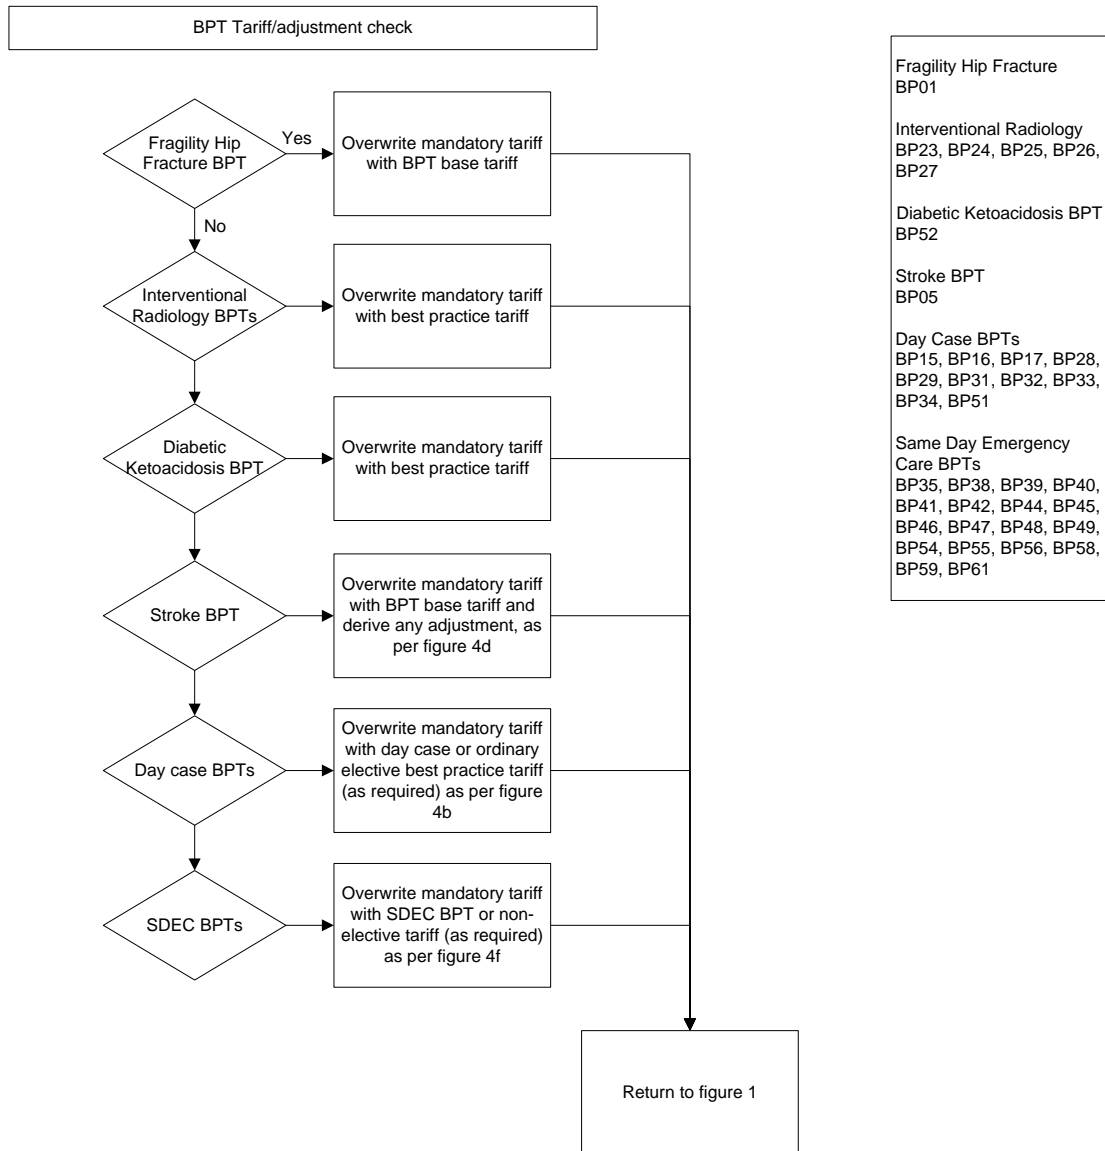 BPT Tariff/adjustment check
Fragility Hip
Fracture BPT
Yes
Overwrite mandatory tariff
with BPT base tariff
No
Interventional
Radiology BPTs
Overwrite mandatory tariff
with best practice tariff
Diabetic
Ketoacidosis BPT
Overwrite mandatory tariff
with best practice tariff
Stroke BPT
Overwrite mandatory tariff
with BPT base tariff and
derive any adjustment, as
per figure 4d
Day case BPTs
Overwrite mandatory tariff
with day case or ordinary
elective best practice tariff
(as required) as per figure
4b
SDEC BPTs
Overwrite mandatory tariff
with SDEC BPT or non-
elective tariff (as required)
as per figure 4f
Return to figure 1
Fragility Hip Fracture
BP01
Interventional Radiology
BP23, BP24, BP25, BP26,
BP27
Diabetic Ketoacidosis BPT
BP52
Stroke BPT
BP05
Day Case BPTs
BP15, BP16, BP17, BP28,
BP29, BP31, BP32, BP33,
BP34, BP51
Same Day Emergency
Care BPTs
BP35, BP38, BP39, BP40,
BP41, BP42, BP44, BP45,
BP46, BP47, BP48, BP49,
BP54, BP55, BP56, BP58,
BP59, BP61